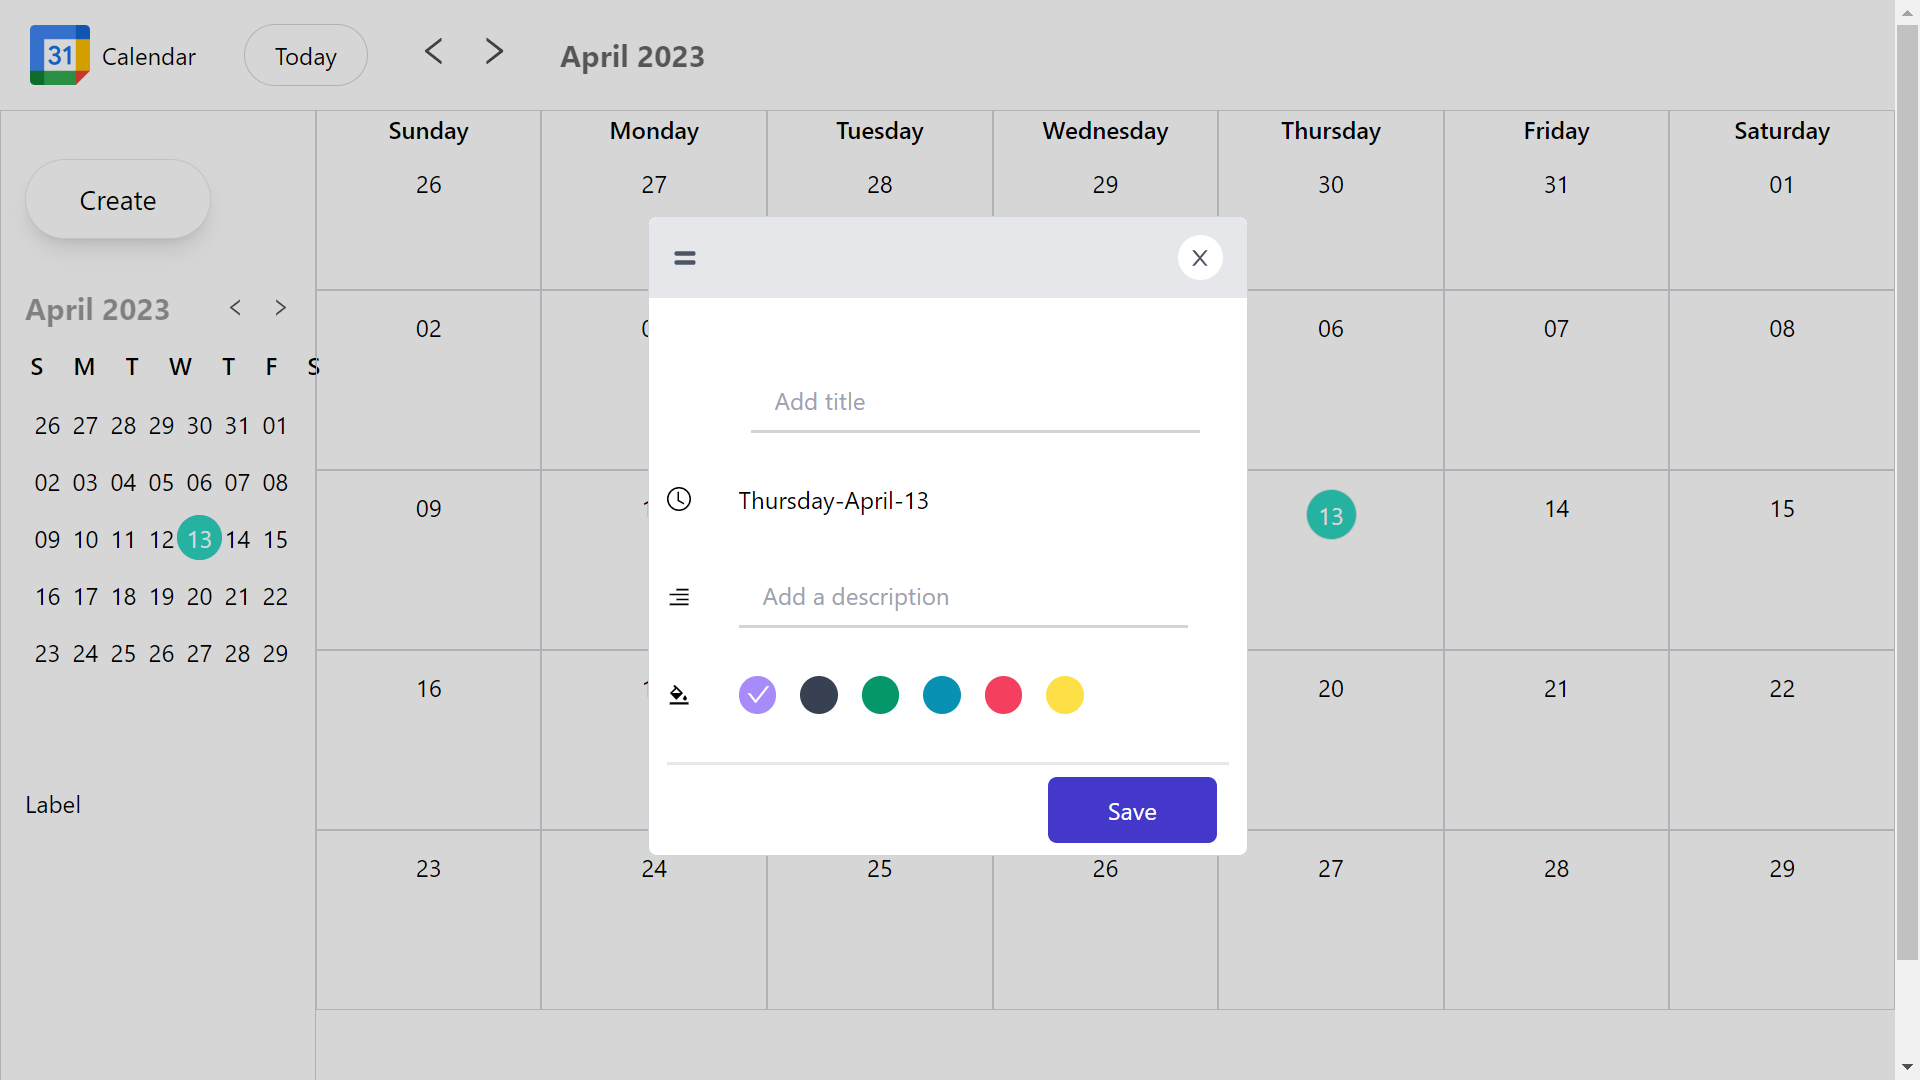 31 Calendar Today < > April 2023
Sunday Monday Tuesday Wednesday Thursday Friday Saturday
26 27 28 29 30 31 01
02 06 07 08
09 13 14 15
16 20 21 22
23 24 25 26 27 28 29
Create
April 2023 < >
S M T W T F S
26 27 28 29 30 31 01
02 03 04 05 06 07 08
09 10 11 12 13 14 15
16 17 18 19 20 21 22
23 24 25 26 27 28 29
Label
X
Add title
Thursday-April-13
Add a description
Save